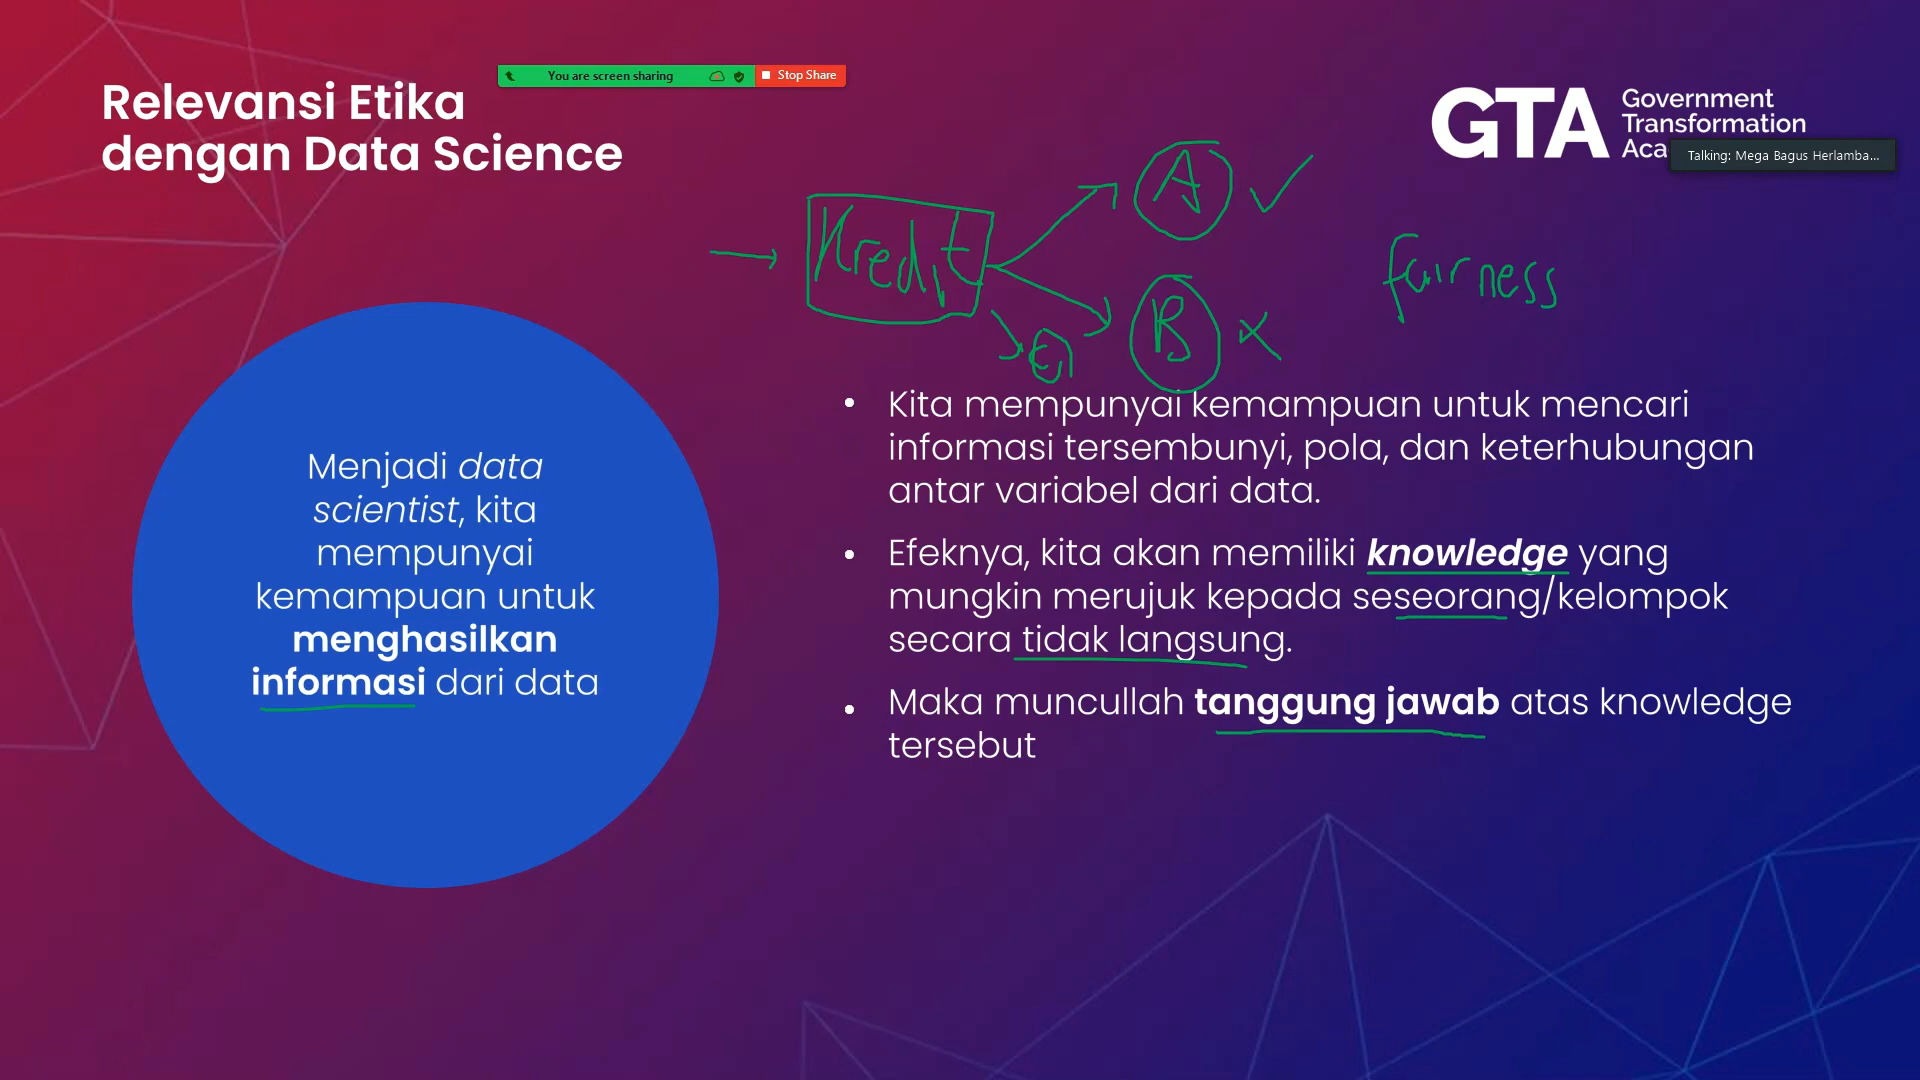 You are screen sharing
Stop Share
Relevansi Etika
dengan Data Science
GTA
Government
Transformation
Aca
Talking: Mega Bagus Herlamba...
Kredit
A
B
C
fairness
Menjadi data
scientist, kita
mempunyai
kemampuan untuk
menghasilkan
informasi dari data
• Kita mempunyai kemampuan untuk mencari
informasi tersembunyi, pola, dan keterhubungan
antar variabel dari data.
• Efeknya, kita akan memiliki knowledge yang
mungkin merujuk kepada seseorang/kelompok
secara tidak langsung.
• Maka muncullah tanggung jawab atas knowledge
tersebut